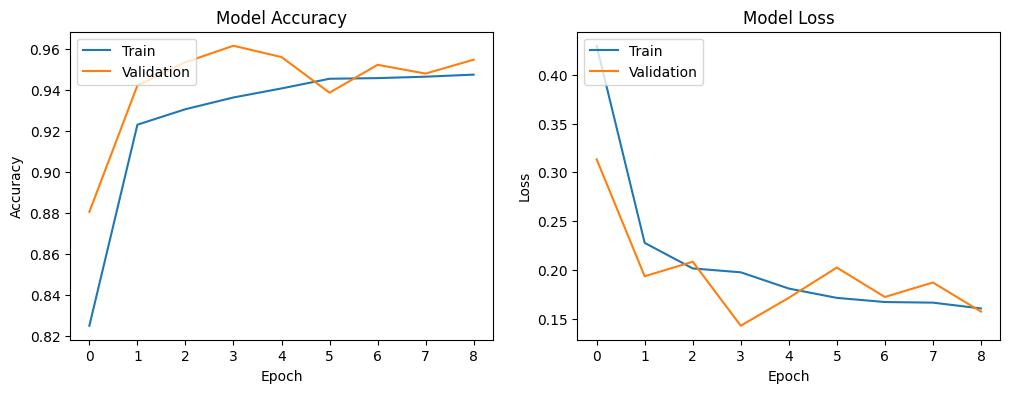 Model Accuracy
Train
Validation
0.96
0.94
0.92
0.90
0.88
0.86
0.84
0.82
Accuracy
0 1 2 3 4 5 6 7 8
Epoch
Model Loss
Train
Validation
0.40
0.35
0.30
0.25
0.20
0.15
Loss
0 1 2 3 4 5 6 7 8
Epoch